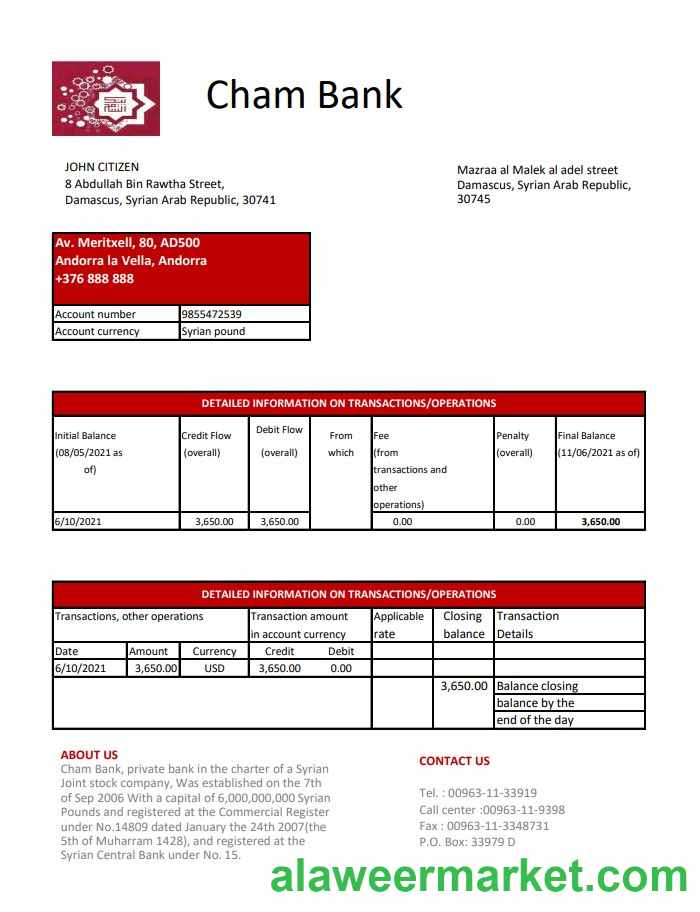 Cham Bank
JOHN CITIZEN
8 Abdullah Bin Rawtha Street,
Damascus, Syrian Arab Republic, 30741
Mazraa al Malek al adel street
Damascus, Syrian Arab Republic,
30745
Av. Meritxell, 80, AD500
Andorra la Vella, Andorra
+376 888 888
Account number 9855472539
Account currency Syrian pound
DETAILED INFORMATION ON TRANSACTIONS/OPERATIONS
Initial Balance
(08/05/2021 as
of)
Credit Flow
(overall)
Debit Flow
(overall)
From
which
Fee
(from
transactions and
other
operations)
Penalty
(overall)
Final Balance
(11/06/2021 as of)
6/10/2021 3,650.00 3,650.00 0.00 0.00 3,650.00
DETAILED INFORMATION ON TRANSACTIONS/OPERATIONS
Transactions, other operations
Transaction amount
in account currency
Applicable
rate
Closing
balance
Transaction
Details
Date Amount Currency Credit Debit
6/10/2021 3,650.00 USD 3,650.00 0.00
3,650.00 Balance closing
balance by the
end of the day
ABOUT US
Cham Bank, private bank in the charter of a Syrian
Joint stock company, Was established on the 7th
of Sep 2006 With a capital of 6,000,000,000 Syrian
Pounds and registered at the Commercial Register
under No.14809 dated January the 24th 2007(the
5th of Muharram 1428), and registered at the
Syrian Central Bank under No. 15.
CONTACT US
Tel. : 00963-11-33919
Call center :00963-11-9398
Fax : 00963-11-3348731
P.O. Box: 33979 D
alaweermarket.com